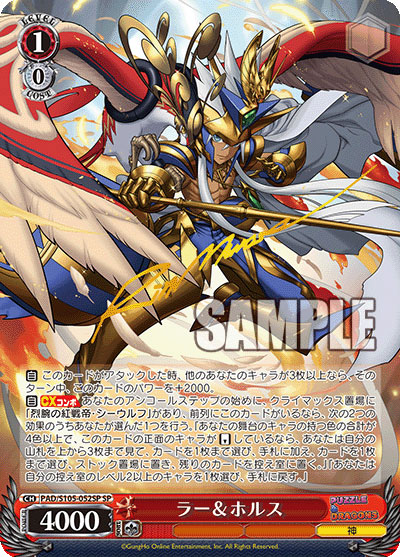 LEVEL
1
0
COST
SAMPLE
自 このカードがアタックした時、他のあなたのキャラが3枚以上なら、その
ターン中、このカードのパワーを+2000。
自 CXコンボ あなたのアンコールステップの始めに、クライマックス置場に
「烈腕の紅戦帝・シーウルフ」があり、前列にこのカードがいるなら、次の2つの
効果のうちあなたが選んだ1つを行う。『あなたの舞台のキャラの持つ色の合計が
4色以上で、このカードの正面のキャラが いるなら、あなたは自分の
山札を上から3枚まで見て、カードを1枚まで選び、手札に加え、カードを1枚
まで選び、ストック置場に置き、残りのカードを控え室に置く。』『あなたは自分
の控え室のレベル2以上のキャラを1枚選び、手札に戻す。』
CH PAD/S105-052SP SP
4000
ラー&ホルス
PUZZLE
&
DRAGONS
神
©GungHo Online Entertainment, Inc. All Rights Reserved.